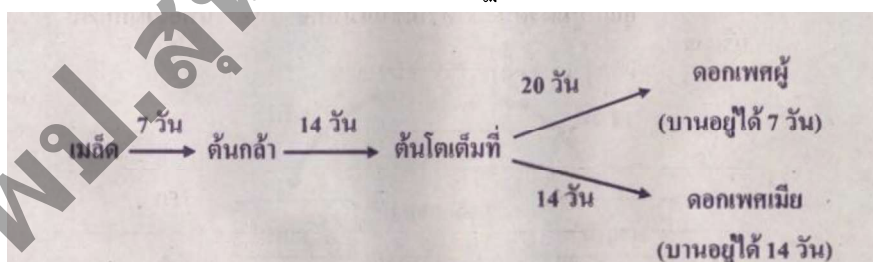 20 วัน
ดอกเพศผู้
(บานอยู่ได้ 7 วัน)
เมล็ด 7 วัน ต้นกล้า 14 วัน ต้นโตเต็มที่
14 วัน
ดอกเพศเมีย
(บานอยู่ได้ 14 วัน)